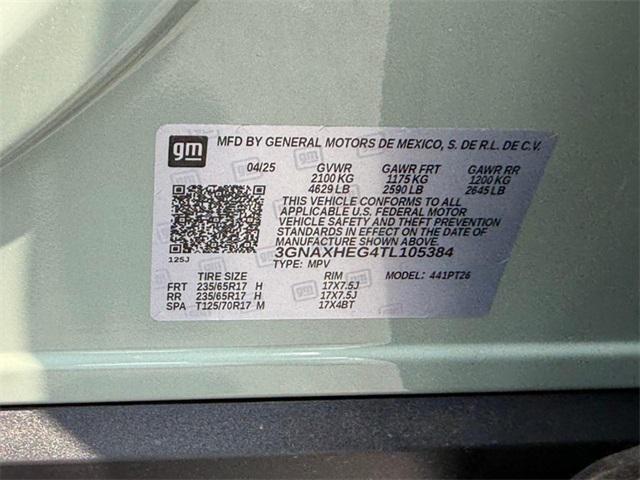 gm
MFD BY GENERAL MOTORS DE MEXICO, S. DE R.L. DE C.V.
04/25 GVWR GAWR FRT GAWR RR
2100 KG 1175 KG 1200 KG
4629 LB 2590 LB 2645 LB
THIS VEHICLE CONFORMS TO ALL
APPLICABLE U.S. FEDERAL MOTOR
VEHICLE SAFETY AND THEFT PREVENTION
STANDARDS IN EFFECT ON THE DATE OF
MANUFACTURE SHOWN ABOVE.
3GNAXHEG4TL105384
125J
TYPE: MPV MODEL: 441PT26
TIRE SIZE RIM
FRT 235/65R17 H 17X7.5J
RR 235/65R17 H 17X7.5J
SPA T125/70R17 M 17X4BT